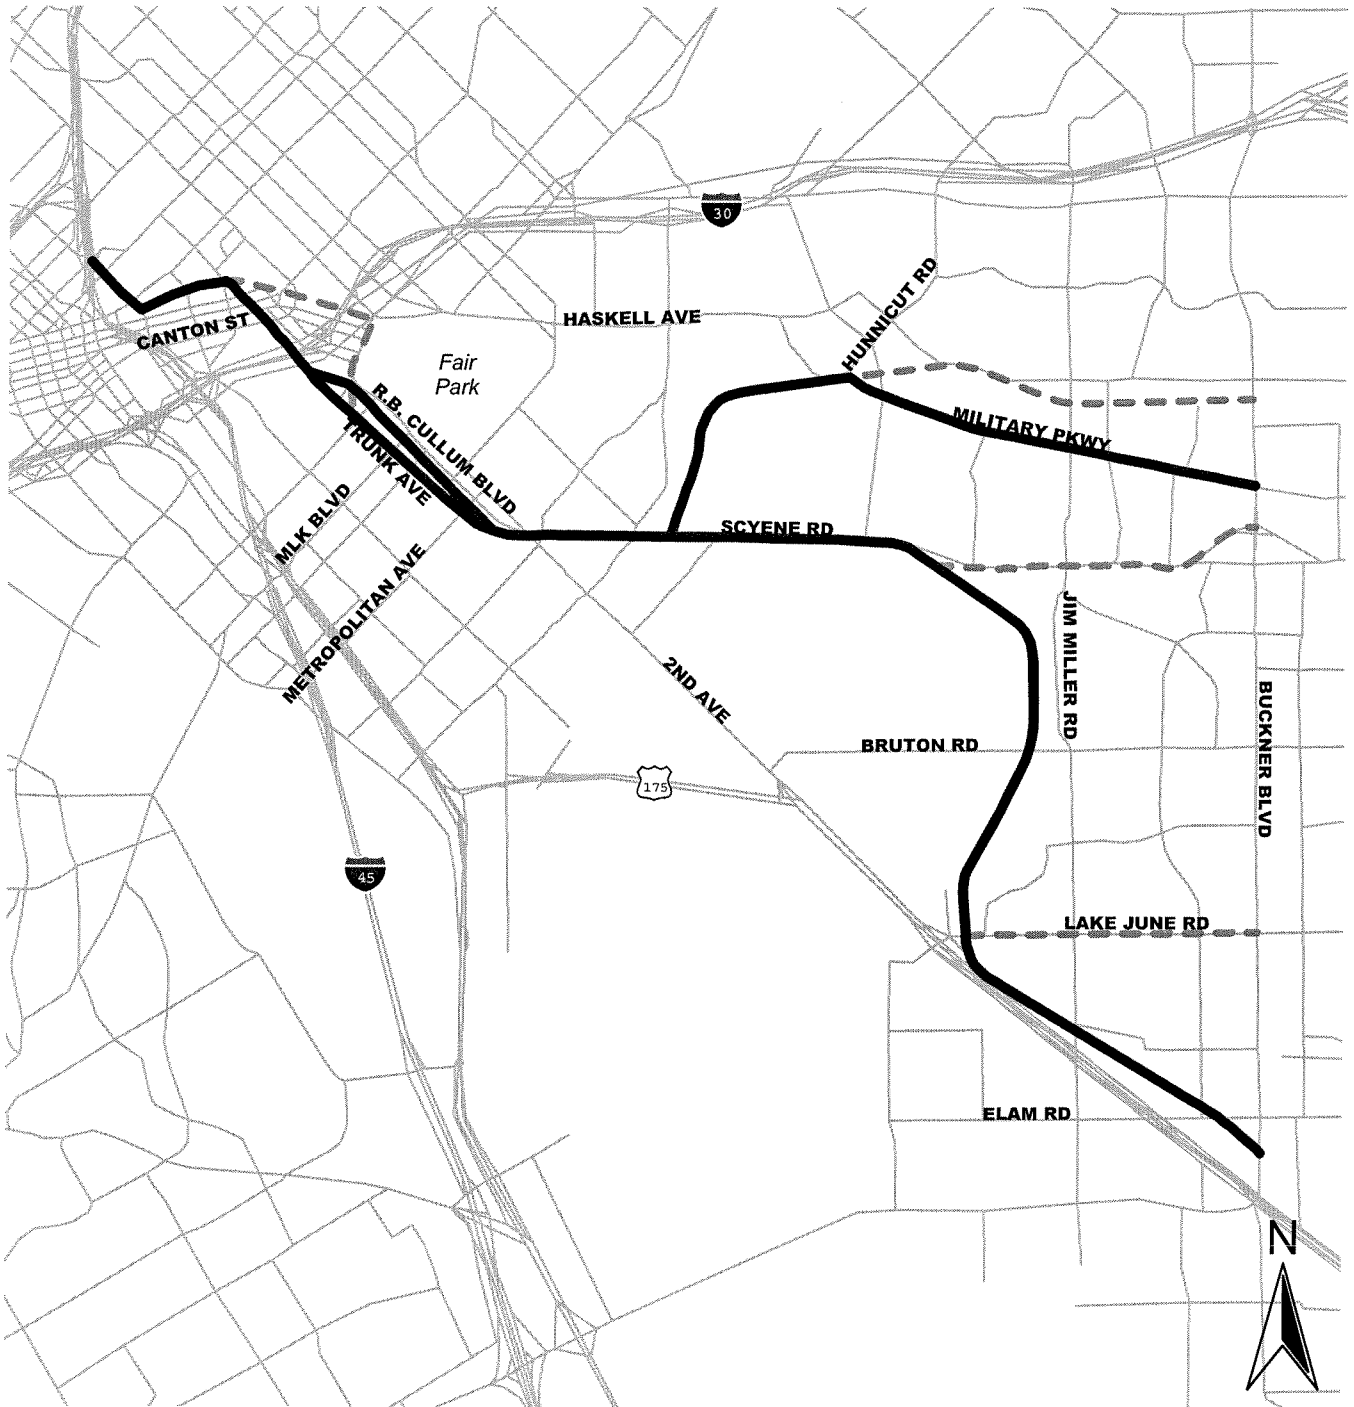 30
HUNNICUT RD
HASKELL AVE
CANTON ST
Fair
Park
R.B. CULLUM BLVD
TRUNK AVE
MILITARY PKWY
MLK BLVD
SCYENE RD
METROPOLITAN AVE
JIM MILLER RD
2ND AVE
BUCKNER BLVD
BRUTON RD
175
45
LAKE JUNE RD
ELAM RD
N